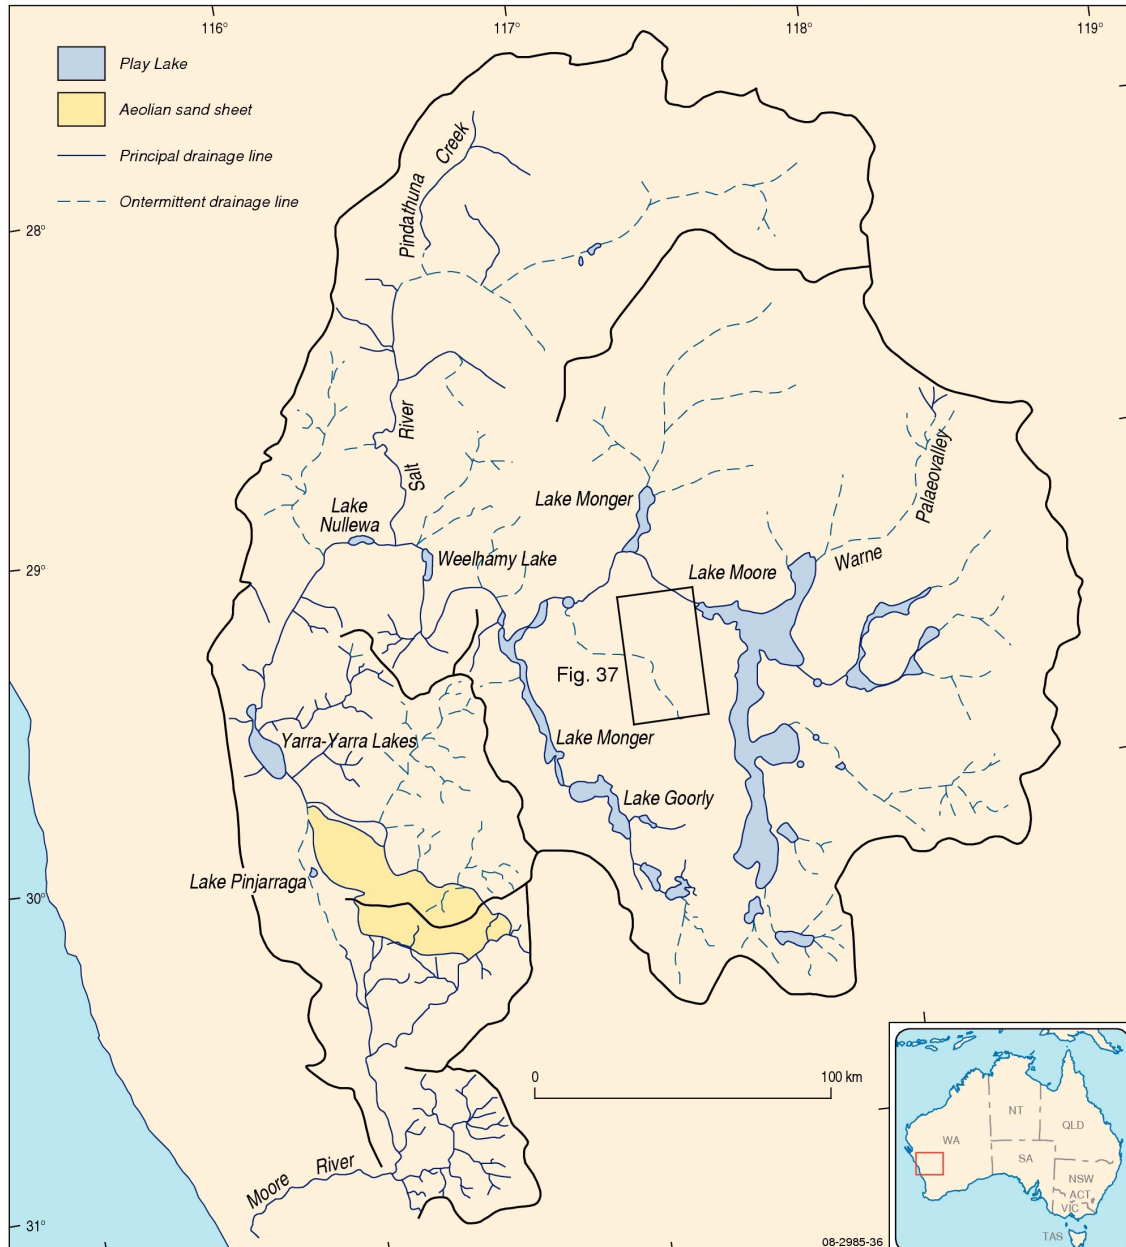 116°
117°
118°
119°
Play Lake
Aeolian sand sheet
Principal drainage line
Ontermittent drainage line
28°
29°
30°
31°
Pindathuna Creek
Salt River
Lake
Nullewa
Weelhamy Lake
Lake Monger
Lake Moore
Warne Palaeovalley
Fig. 37
Yarra-Yarra Lakes
Lake Monger
Lake Goorly
Lake Pinjarraga
Moore River
0
100 km
WA
NT
QLD
SA
NSW
ACT
VIC
TAS
08-2985-36